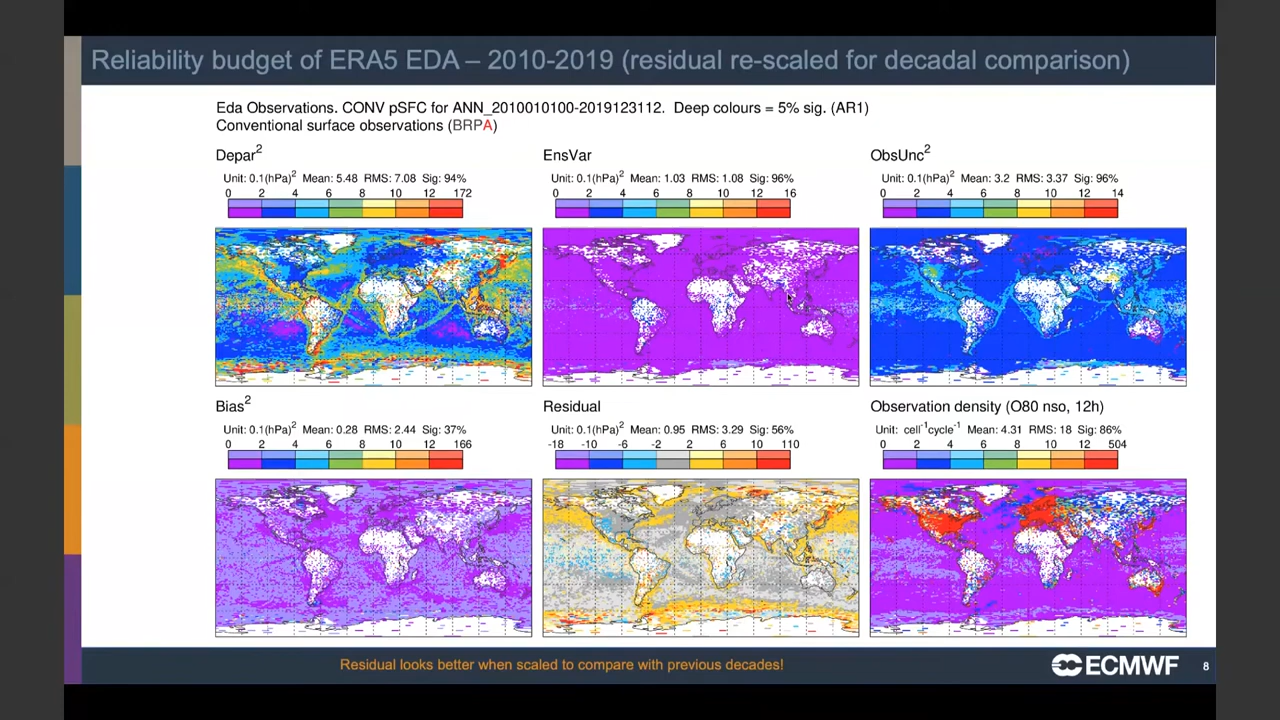 Reliability budget of ERA5 EDA – 2010-2019 (residual re-scaled for decadal comparison)
Eda Observations. CONV pSFC for ANN_2010010100-2019123112. Deep colours = 5% sig. (AR1)
Conventional surface observations (BRPA)
Depar²
Unit: 0.1(hPa)² Mean: 5.48 RMS: 7.08 Sig: 94%
0 2 4 6 8 10 12 172
EnsVar
Unit: 0.1(hPa)² Mean: 1.03 RMS: 1.08 Sig: 96%
0 2 4 6 8 10 12 16
ObsUnc²
Unit: 0.1(hPa)² Mean: 3.2 RMS: 3.37 Sig: 96%
0 2 4 6 8 10 12 14
Bias²
Unit: 0.1(hPa)² Mean: 0.28 RMS: 2.44 Sig: 37%
0 2 4 6 8 10 12 166
Residual
Unit: 0.1(hPa)² Mean: 0.95 RMS: 3.29 Sig: 56%
-18 -10 -6 -2 2 6 10 110
Observation density (O80 nso, 12h)
Unit: cell⁻¹cycle⁻¹ Mean: 4.31 RMS: 18 Sig: 86%
0 2 4 6 8 10 12 504
Residual looks better when scaled to compare with previous decades!
ECMWF
8